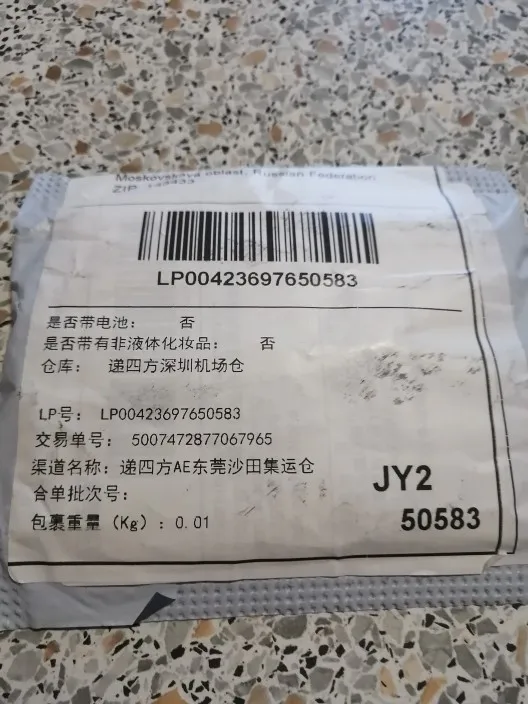 Moskovskaya oblast, Russian Federation
ZIP
LP00423697650583
是否带电池： 否
是否带有非液体化妆品： 否
仓库： 递四方深圳机场仓
LP号： LP00423697650583
交易单号： 5007472877067965
渠道名称： 递四方AE东莞沙田集运仓
合单批次号：
JY2
包裹重量（Kg）：0.01
50583